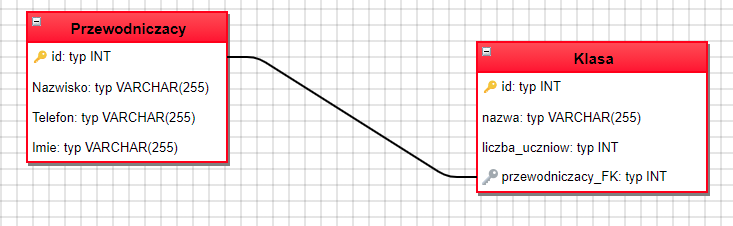 Przewodniczacy
id: typ INT
Nazwisko: typ VARCHAR(255)
Telefon: typ VARCHAR(255)
Imie: typ VARCHAR(255)
Klasa
id: typ INT
nazwa: typ VARCHAR(255)
liczba_uczniow: typ INT
przewodniczacy_FK: typ INT